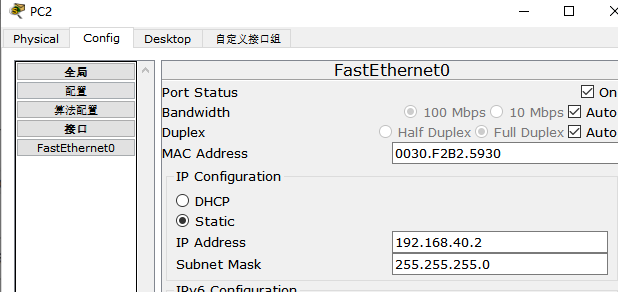 PC2
Physical Config Desktop 自定义接口组
全局
配置
算法配置
接口
FastEthernet0
FastEthernet0
Port Status On
Bandwidth 100 Mbps 10 Mbps Auto
Duplex Half Duplex Full Duplex Auto
MAC Address 0030.F2B2.5930
IP Configuration
DHCP
Static
IP Address 192.168.40.2
Subnet Mask 255.255.255.0
IPv6 Configuration